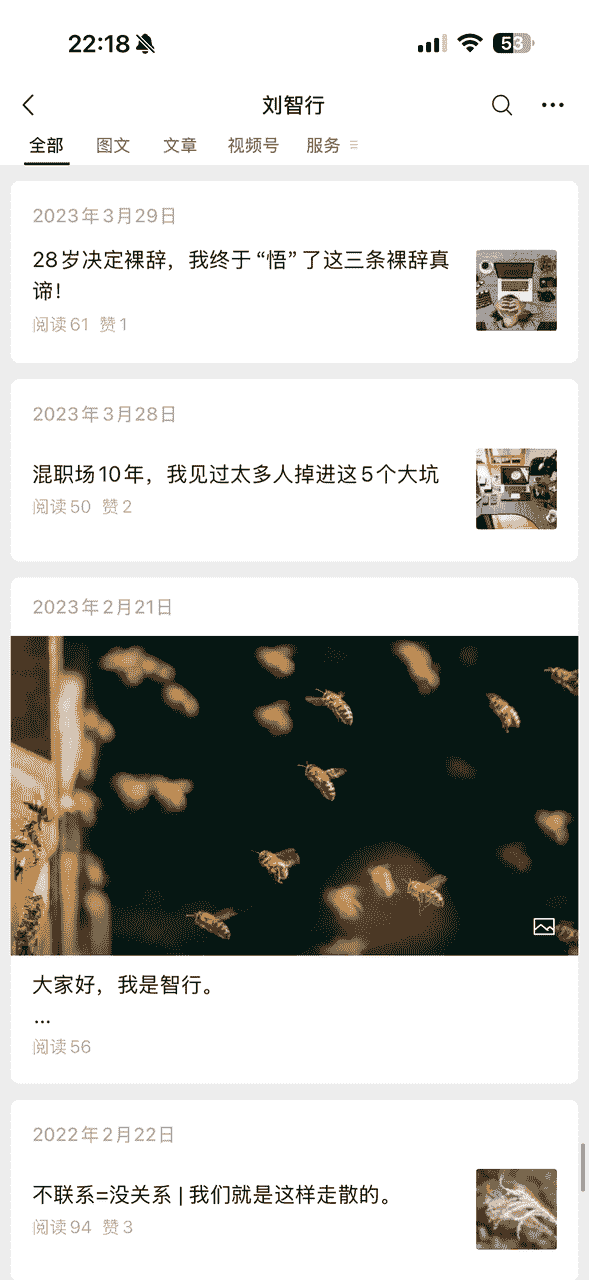 22:18
53
刘智行
全部 图文 文章 视频号 服务
2023年3月29日
28岁决定裸辞，我终于“悟”了这三条裸辞真
谛！
阅读61 赞1
2023年3月28日
混职场10年，我见过太多人掉进这5个大坑
阅读50 赞2
2023年2月21日
大家好，我是智行。
...
阅读56
2022年2月22日
不联系=没关系 | 我们就是这样走散的。
阅读94 赞3